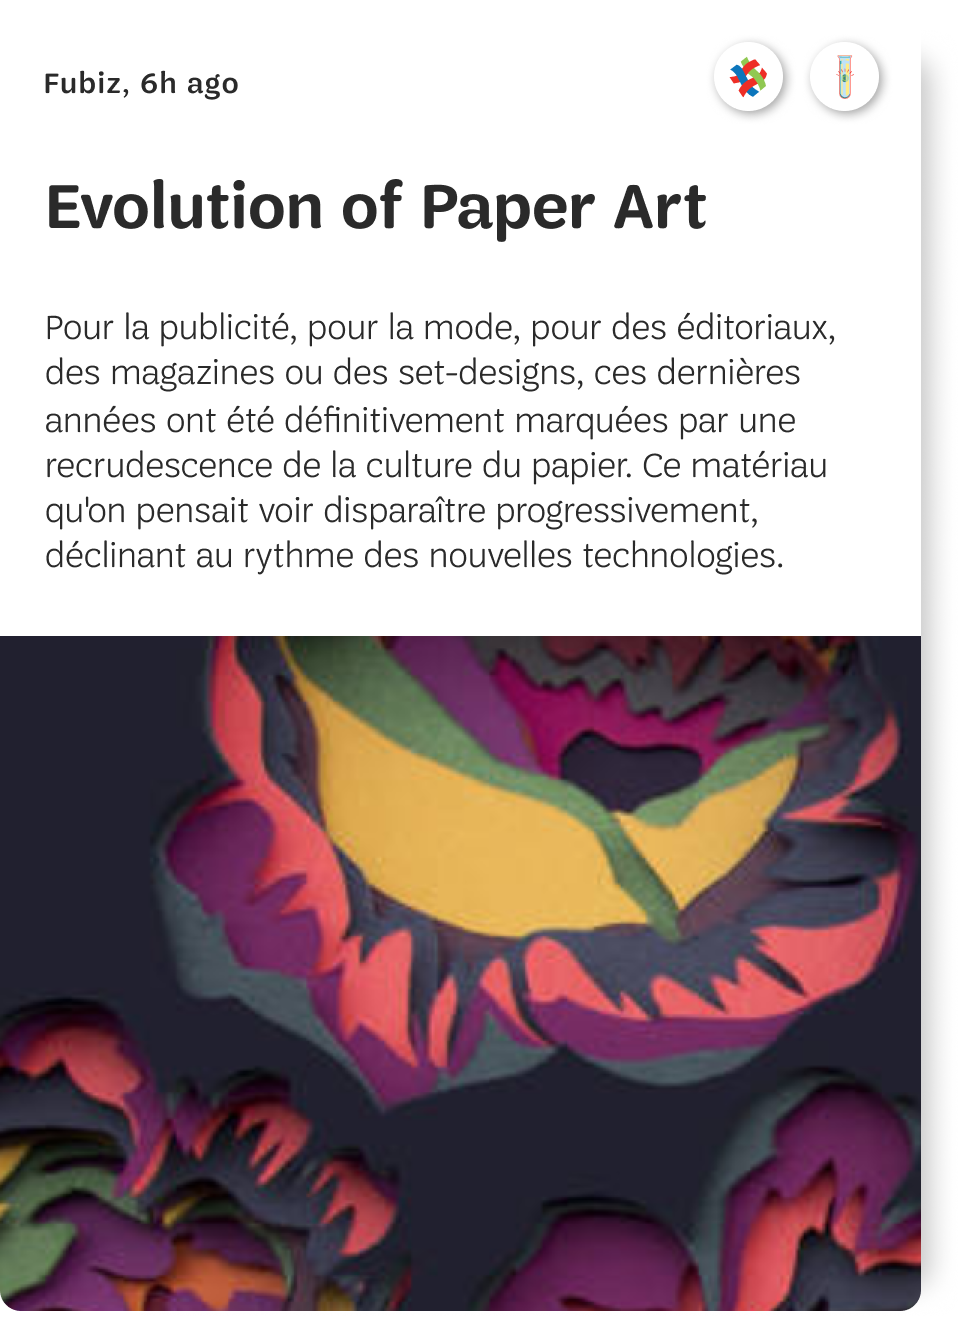 Fubiz, 6h ago
Evolution of Paper Art
Pour la publicité, pour la mode, pour des éditoriaux,
des magazines ou des set-designs, ces dernières
années ont été définitivement marquées par une
recrudescence de la culture du papier. Ce matériau
qu'on pensait voir disparaître progressivement,
déclinant au rythme des nouvelles technologies.